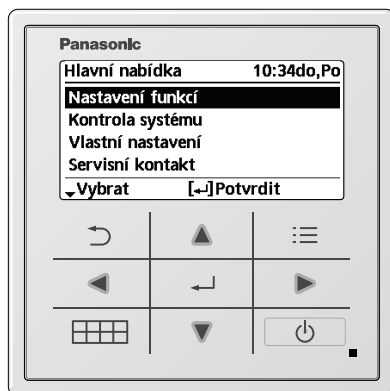 Panasonic
Hlavní nabídka 10:34do,Po
Nastavení funkcí
Kontrola systému
Vlastní nastavení
Servisní kontakt
Vybrat [↵]Potvrdit